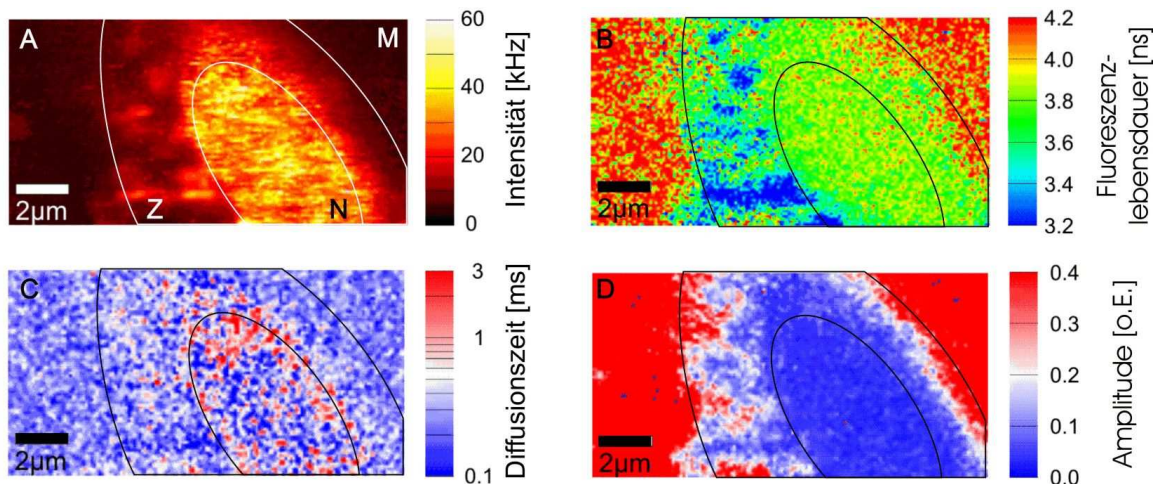 A
M
Z
N
2µm
60
40
20
0
Intensität [kHz]
B
2µm
4.2
4.0
3.8
3.6
3.4
3.2
Fluoreszenz-
lebensdauer [ns]
C
2µm
3
1
0.1
Diffusionszeit [ms]
D
2µm
0.4
0.3
0.2
0.1
0.0
Amplitude [o.E.]